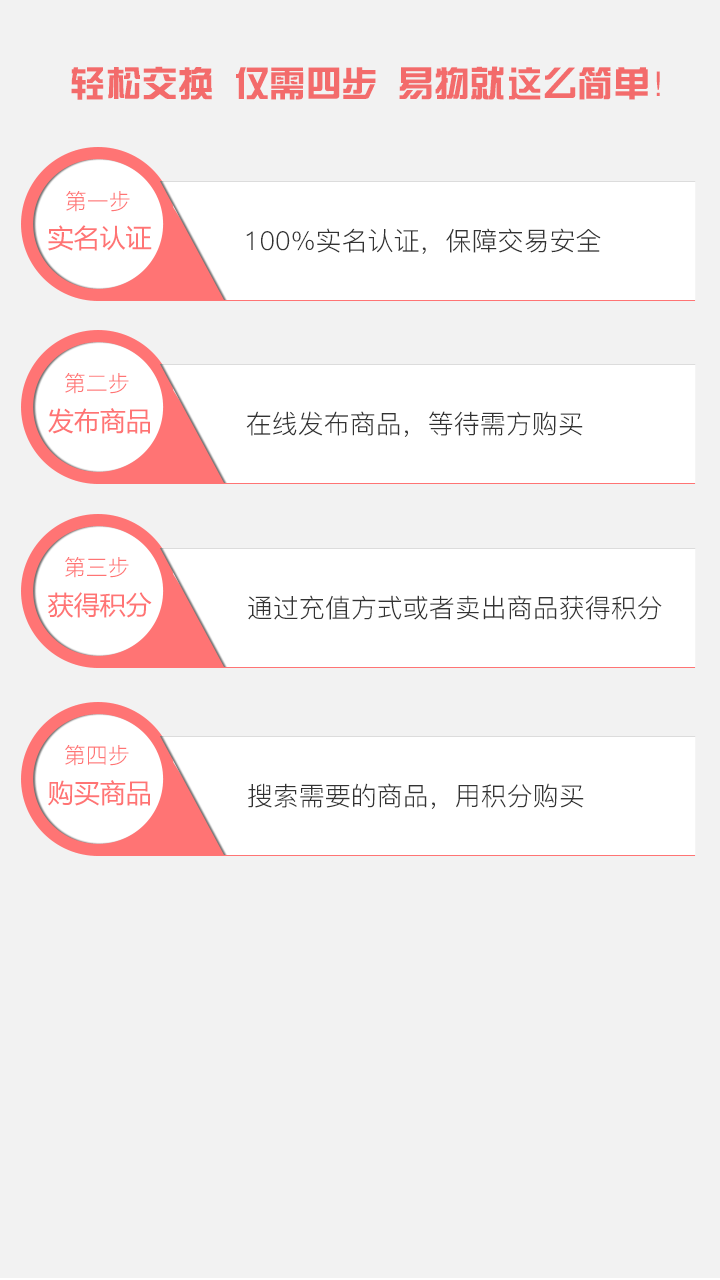 轻松交换 仅需四步 易物就这么简单!
第一步
实名认证
100%实名认证，保障交易安全
第二步
发布商品
在线发布商品，等待需方购买
第三步
获得积分
通过充值方式或者卖出商品获得积分
第四步
购买商品
搜索需要的商品，用积分购买